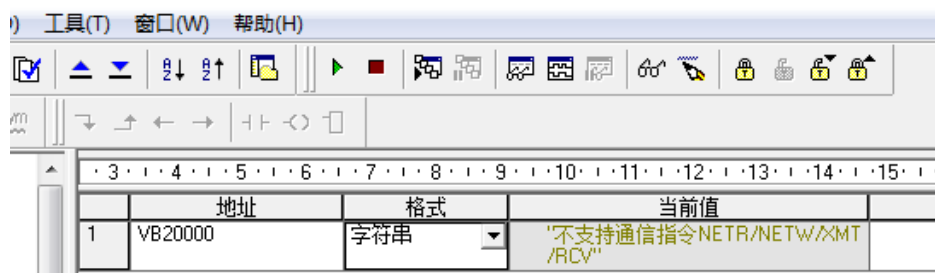 工具(T) 窗口(W) 帮助(H)
· 3 · ı · 4 · ı · 5 · ı · 6 · ı · 7 · ı · 8 · ı · 9 · ı · 10 · ı · 11 · ı · 12 · ı · 13 · ı · 14 · ı · 15 · ı
地址 格式 当前值
1 VB20000 字符串 "不支持通信指令NETR/NETW/XMT
/RCV"